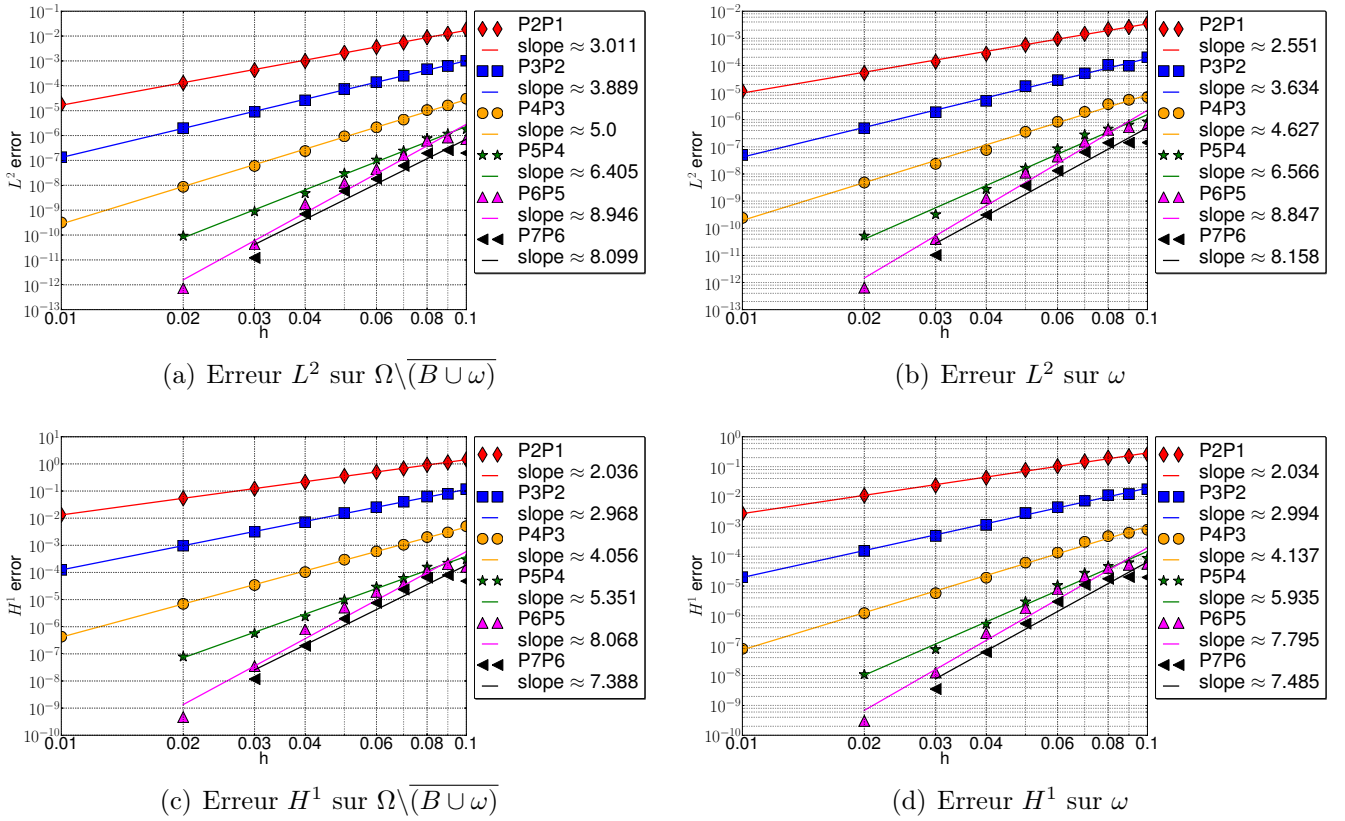 10^{-1}
10^{-2}
10^{-3}
10^{-4}
10^{-5}
10^{-6}
10^{-7}
10^{-8}
10^{-9}
10^{-10}
10^{-11}
10^{-12}
10^{-13}
L^2 error
0.01 0.02 0.03 0.04 0.06 0.1
h
P2P1
slope ≈ 3.011
P3P2
slope ≈ 3.889
P4P3
slope ≈ 5.0
P5P4
slope ≈ 6.405
P6P5
slope ≈ 8.946
P7P6
slope ≈ 8.099
(a) Erreur L^2 sur Ω\\overline{(B ∪ ω)}
10^{-2}
10^{-3}
10^{-4}
10^{-5}
10^{-6}
10^{-7}
10^{-8}
10^{-9}
10^{-10}
10^{-11}
10^{-12}
10^{-13}
L^2 error
0.01 0.02 0.03 0.04 0.06 0.1
h
P2P1
slope ≈ 2.551
P3P2
slope ≈ 3.634
P4P3
slope ≈ 4.627
P5P4
slope ≈ 6.566
P6P5
slope ≈ 8.847
P7P6
slope ≈ 8.158
(b) Erreur L^2 sur ω
10^1
10^0
10^{-1}
10^{-2}
10^{-3}
10^{-4}
10^{-5}
10^{-6}
10^{-7}
10^{-8}
10^{-9}
10^{-10}
H^1 error
0.01 0.02 0.03 0.04 0.06 0.1
h
P2P1
slope ≈ 2.036
P3P2
slope ≈ 2.968
P4P3
slope ≈ 4.056
P5P4
slope ≈ 5.351
P6P5
slope ≈ 8.068
P7P6
slope ≈ 7.388
(c) Erreur H^1 sur Ω\\overline{(B ∪ ω)}
10^0
10^{-1}
10^{-2}
10^{-3}
10^{-4}
10^{-5}
10^{-6}
10^{-7}
10^{-8}
10^{-9}
10^{-10}
H^1 error
0.01 0.02 0.03 0.04 0.06 0.1
h
P2P1
slope ≈ 2.034
P3P2
slope ≈ 2.994
P4P3
slope ≈ 4.137
P5P4
slope ≈ 5.935
P6P5
slope ≈ 7.795
P7P6
slope ≈ 7.485
(d) Erreur H^1 sur ω